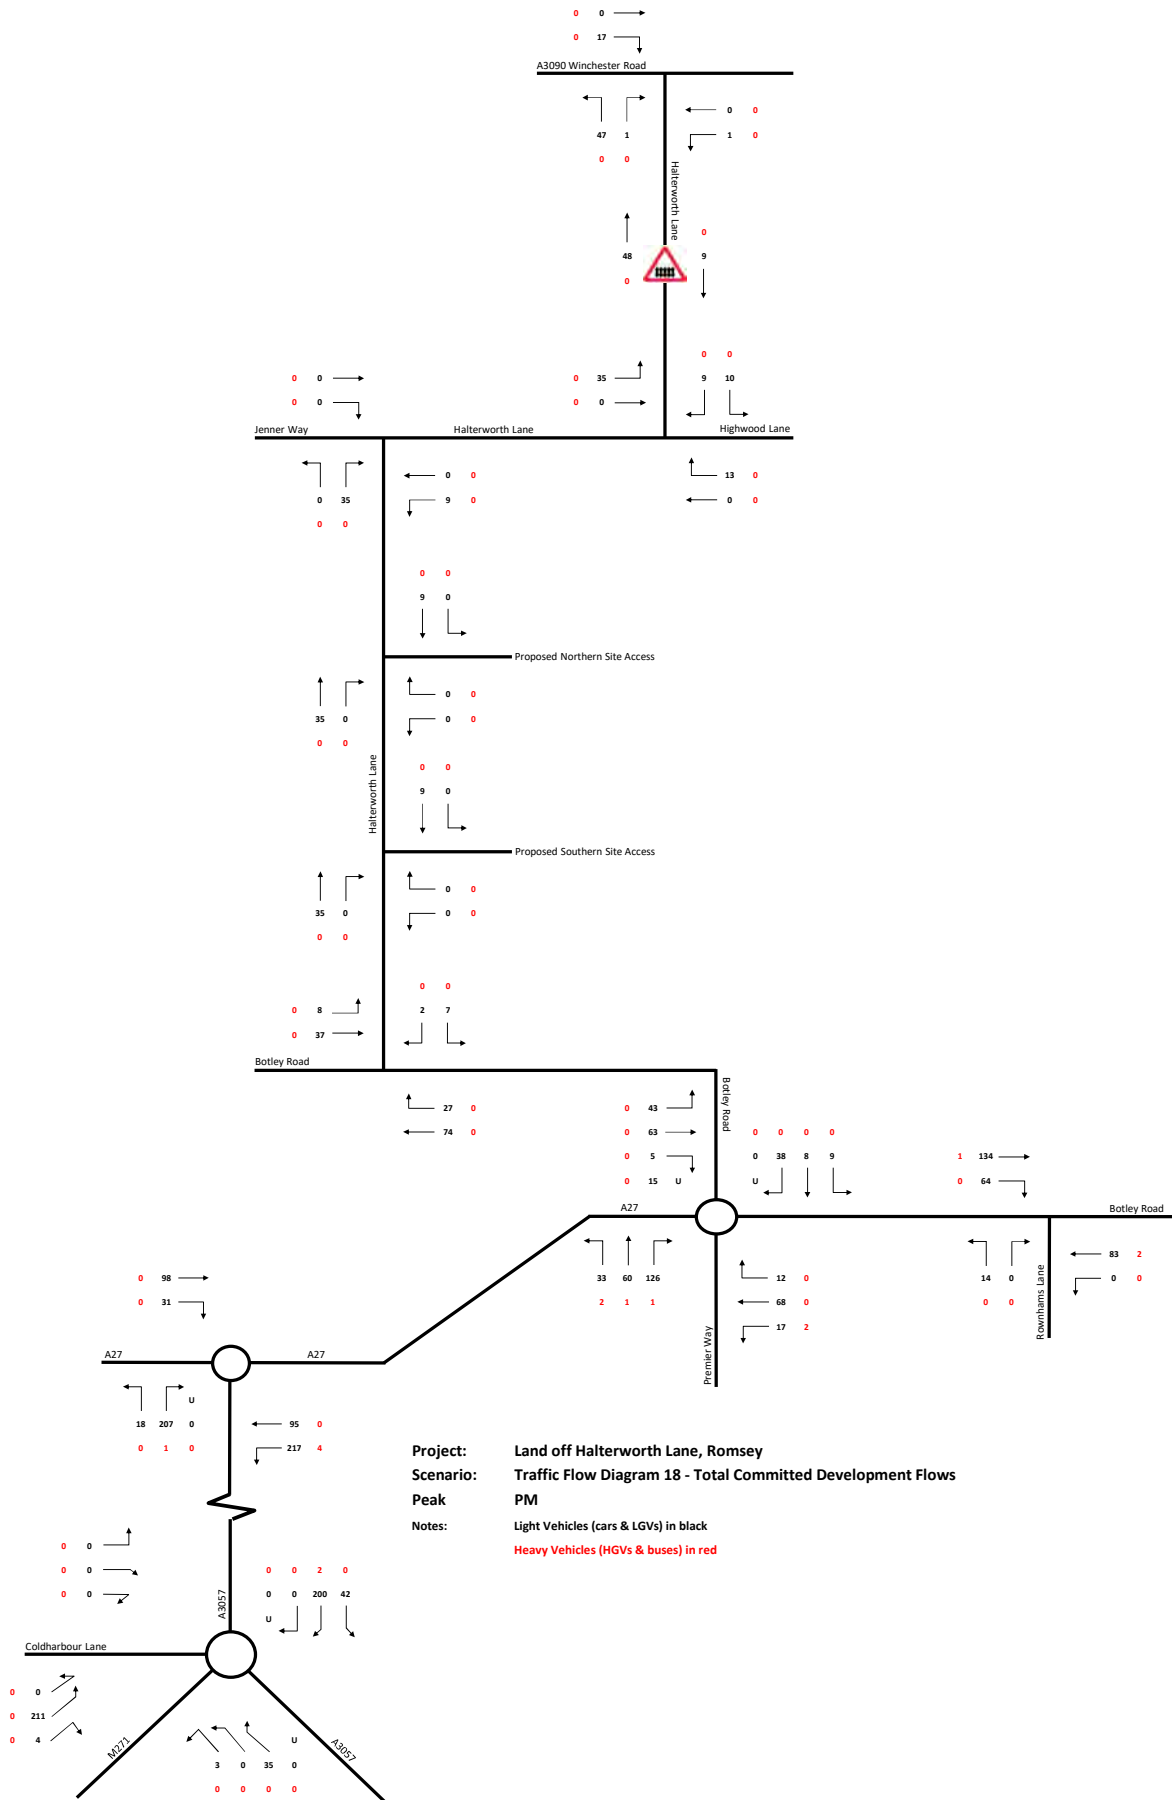 0 0
0 17
A3090 Winchester Road
0 0
47 1
1 0
0 0
Halterworth Lane
0
48 9
0
0 0
0 0 0 35 9 10
0 0 0 0
Jenner Way Halterworth Lane Highwood Lane
0 0 13 0
0 35 9 0 0 0
0 0
0 0
9 0
Proposed Northern Site Access
0 0
35 0 0 0
0 0
Halterworth Lane
0 0
9 0
Proposed Southern Site Access
0 0
35 0 0 0
0 0
0 0
0 8 2 7
0 37
Botley Road
Botley Road
27 0 0 43
74 0 0 63 0 0 0 0
0 5 0 38 8 9 1 134
0 15 U U 0 64
A27 Botley Road
33 60 126 12 0 14 0 83 2
2 1 1 68 0 0 0 0 0
17 2
Premier Way
Rownhams Lane
0 98
0 31
A27 A27
U
18 207 0 95 0
0 1 0 217 4
Project: Land off Halterworth Lane, Romsey
Scenario: Traffic Flow Diagram 18 - Total Committed Development Flows
Peak PM
Notes: Light Vehicles (cars & LGVs) in black
Heavy Vehicles (HGVs & buses) in red
0 0
0 0 0 0 2 0
0 0 0 0 200 42
U
A3057
Coldharbour Lane
0 0
0 211
0 4
M271
A3057
U
3 0 35 0
0 0 0 0